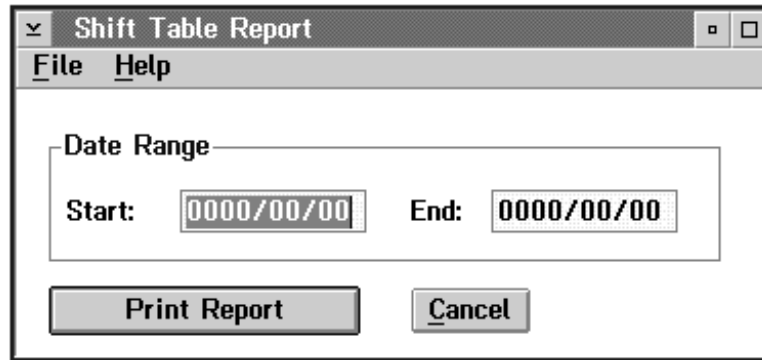 Shift Table Report
File Help
Date Range
Start: 0000/00/00 End: 0000/00/00
Print Report Cancel